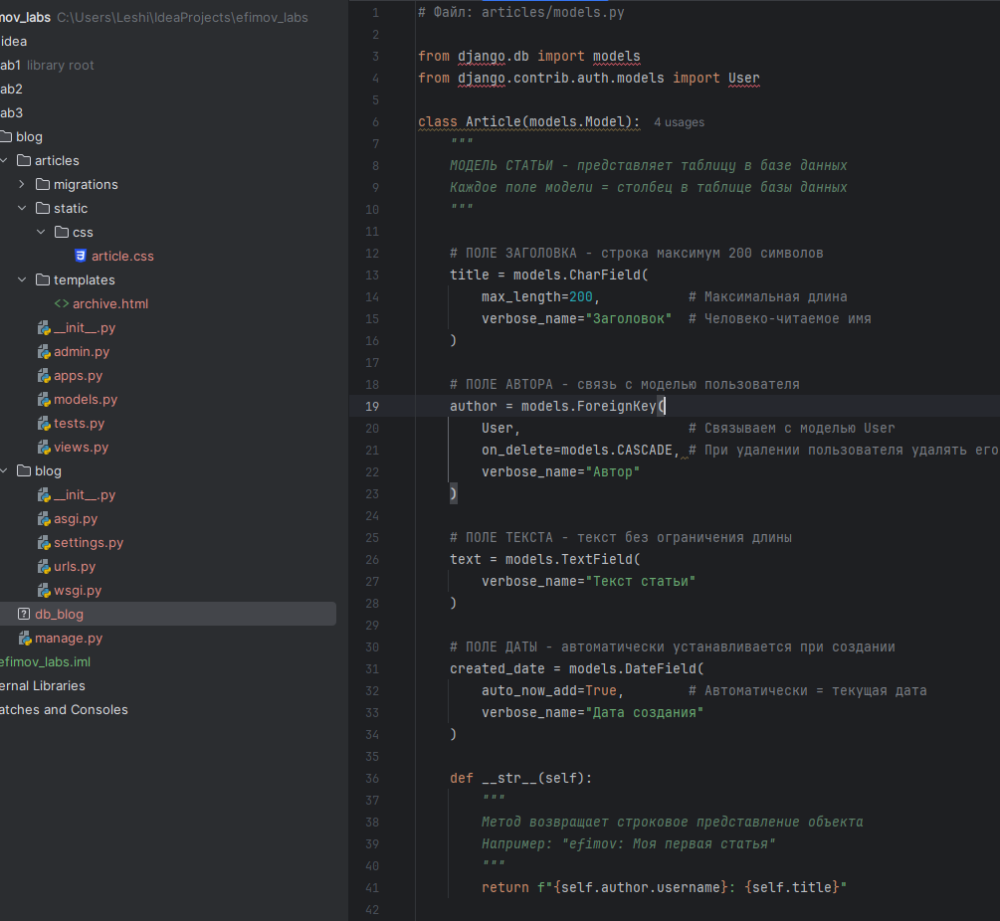 mov_labs C:\Users\Leshi\IdeaProjects\efimov_labs
idea
ab1 library root
ab2
ab3
blog
articles
migrations
static
css
article.css
templates
<> archive.html
__init__.py
admin.py
apps.py
models.py
tests.py
views.py
blog
__init__.py
asgi.py
settings.py
urls.py
wsgi.py
db_blog
manage.py
efimov_labs.iml
ernal Libraries
atches and Consoles
1 # Файл: articles/models.py
2
3 from django.db import models
4 from django.contrib.auth.models import User
5
6 class Article(models.Model): 4 usages
7 """
8 МОДЕЛЬ СТАТЬИ - представляет таблицу в базе данных
9 Каждое поле модели = столбец в таблице базы данных
10 """
11
12 # ПОЛЕ ЗАГОЛОВКА - строка максимум 200 символов
13 title = models.CharField(
14 max_length=200, # Максимальная длина
15 verbose_name="Заголовок" # Человеко-читаемое имя
16 )
17
18 # ПОЛЕ АВТОРА - связь с моделью пользователя
19 author = models.ForeignKey(
20 User, # Связываем с моделью User
21 on_delete=models.CASCADE, # При удалении пользователя удалять его
22 verbose_name="Автор"
23 )
24
25 # ПОЛЕ ТЕКСТА - текст без ограничения длины
26 text = models.TextField(
27 verbose_name="Текст статьи"
28 )
29
30 # ПОЛЕ ДАТЫ - автоматически устанавливается при создании
31 created_date = models.DateField(
32 auto_now_add=True, # Автоматически = текущая дата
33 verbose_name="Дата создания"
34 )
35
36 def __str__(self):
37 """
38 Метод возвращает строковое представление объекта
39 Например: "efimov: Моя первая статья"
40 """
41 return f"{self.author.username}: {self.title}"
42